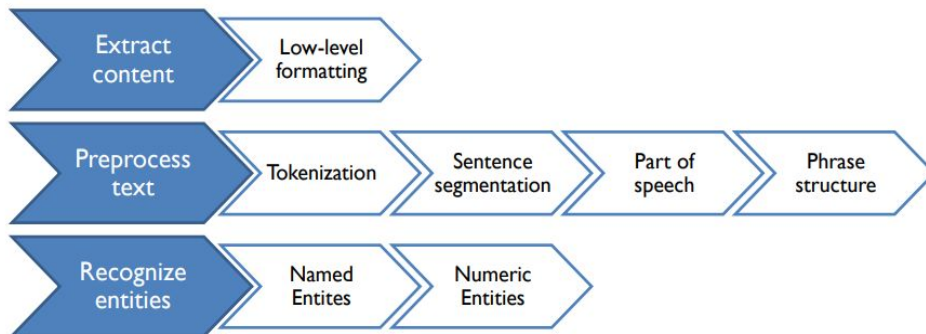 Extract
content
Low-level
formatting
Preprocess
text
Tokenization
Sentence
segmentation
Part of
speech
Phrase
structure
Recognize
entities
Named
Entites
Numeric
Entities